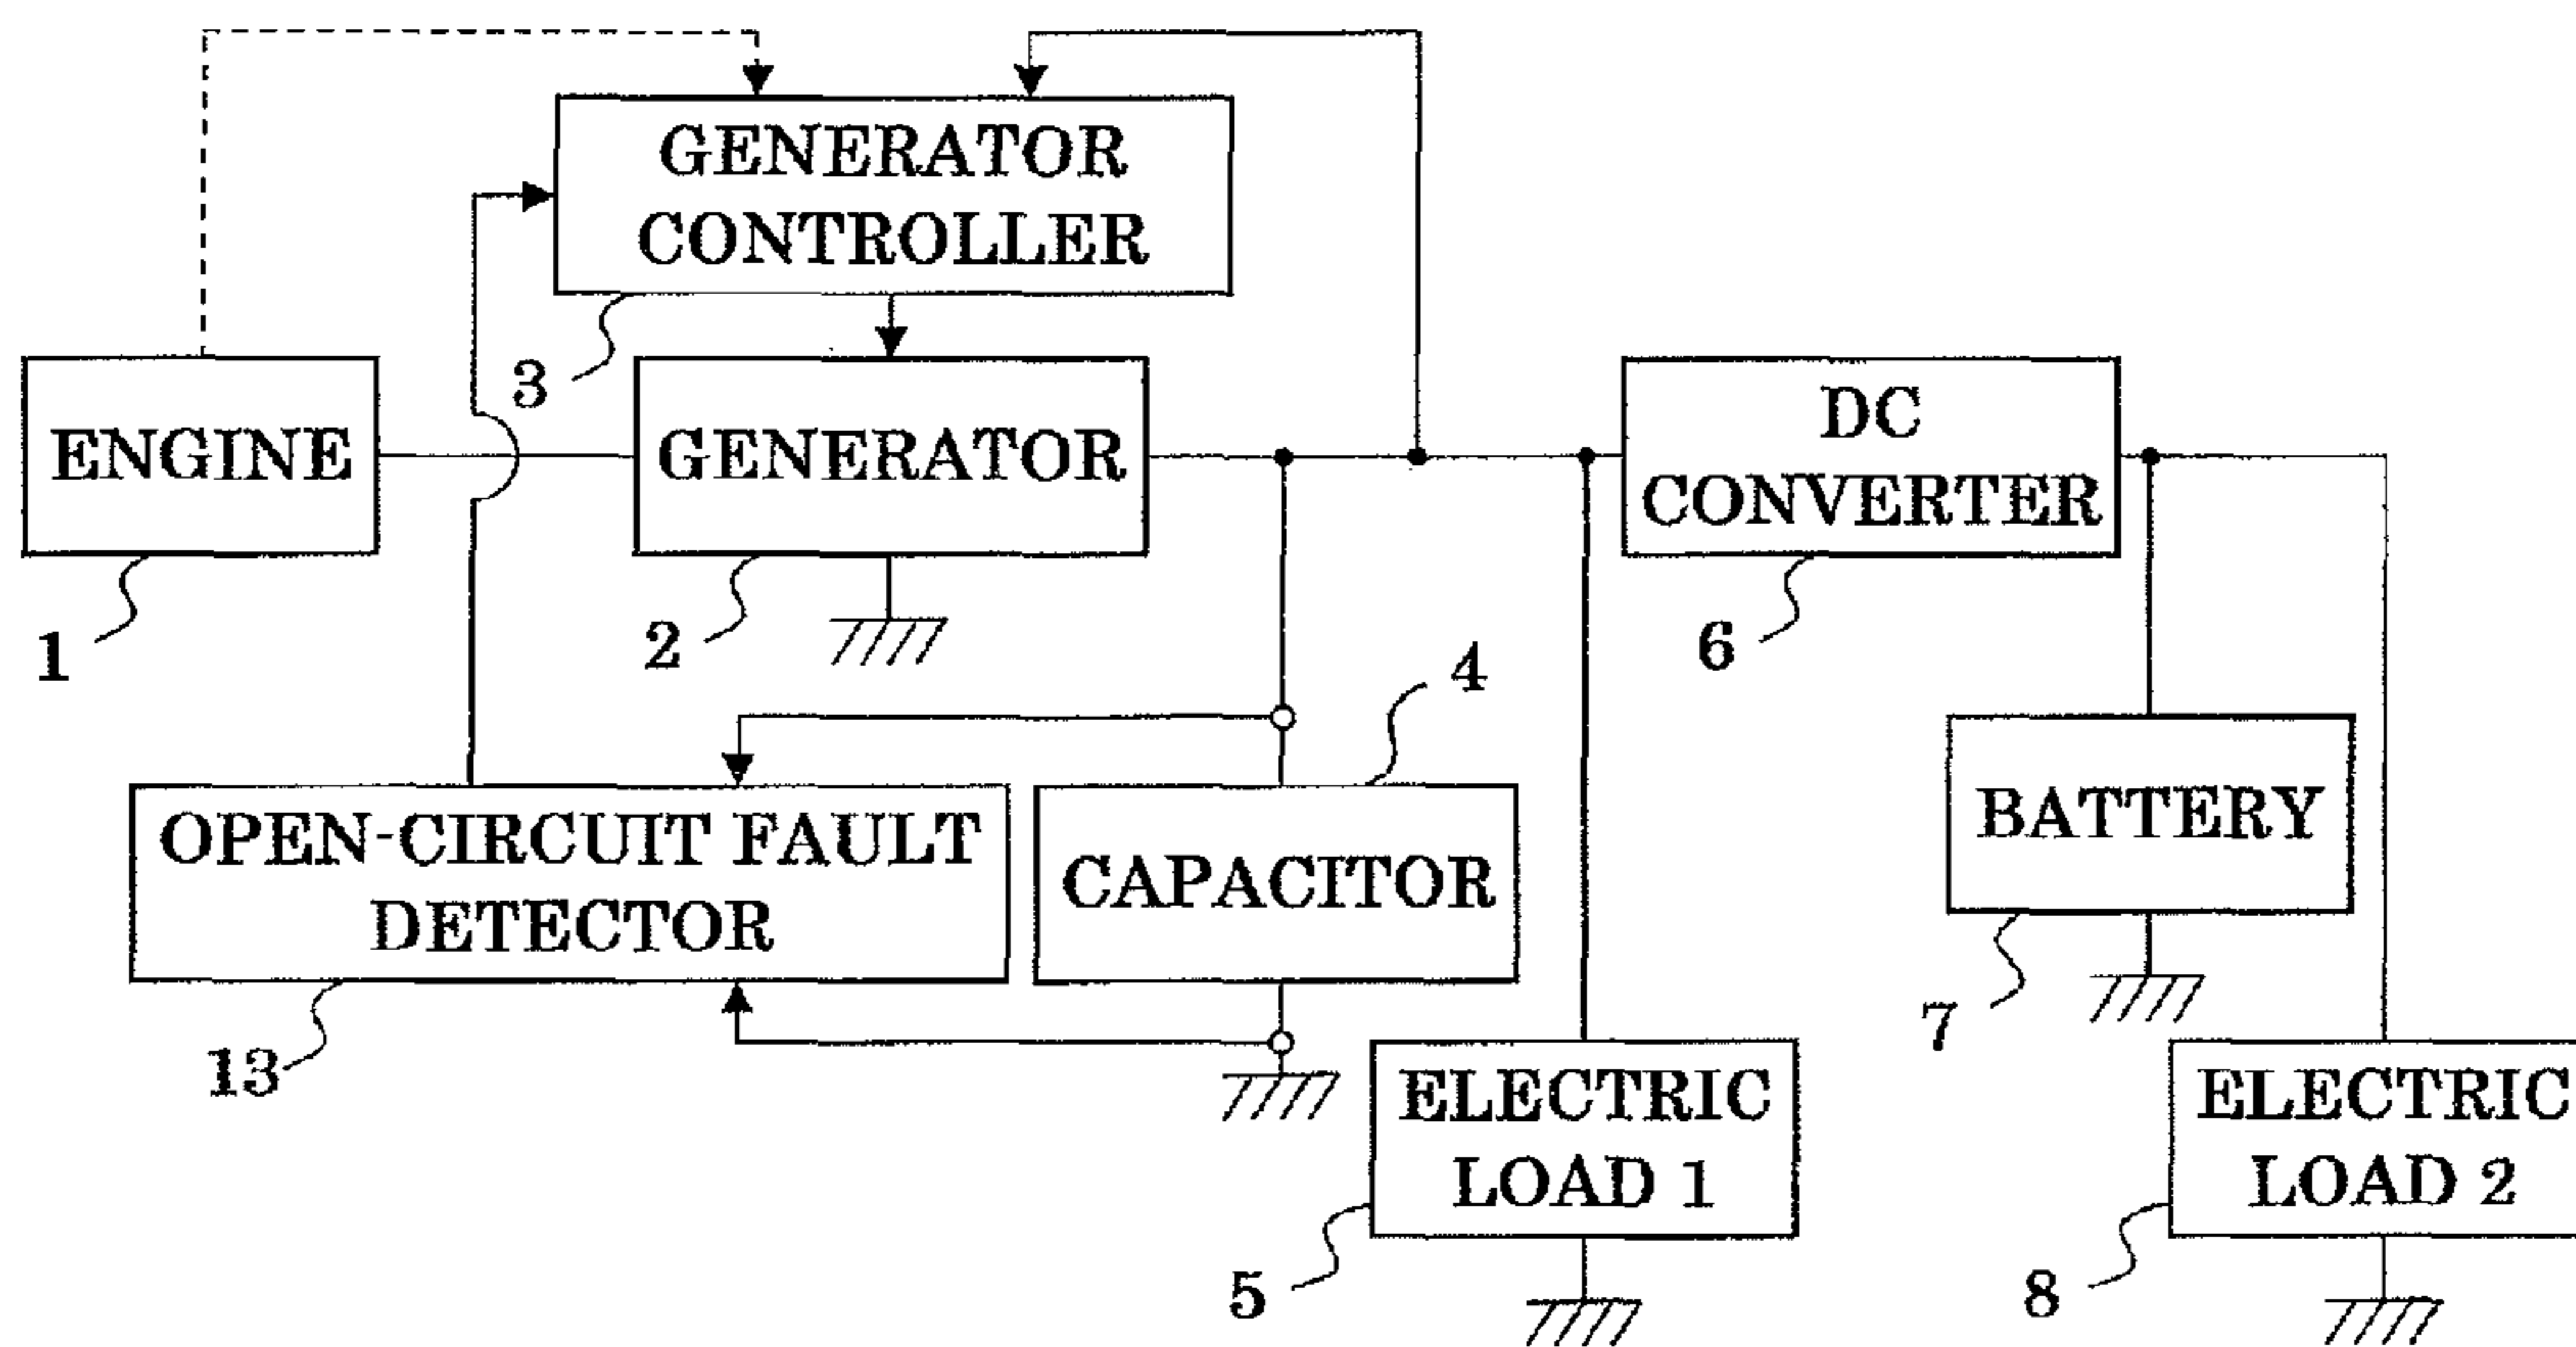 GENERATOR
CONTROLLER
3
ENGINE
GENERATOR
DC
CONVERTER
1
2
6
4
OPEN-CIRCUIT FAULT
DETECTOR
CAPACITOR
BATTERY
13
7
ELECTRIC
LOAD 1
ELECTRIC
LOAD 2
5
8